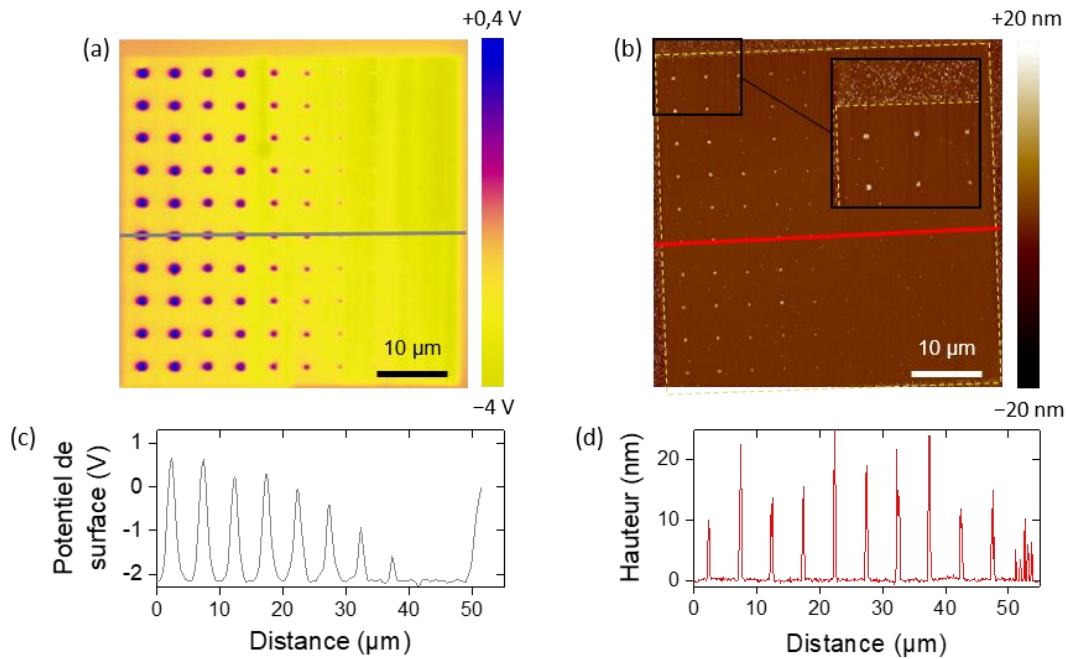 +0,4 V
+20 nm
(a)
(b)
10 µm
10 µm
−4 V
−20 nm
(c)
(d)
Potentiel de
surface (V)
1
0
-1
-2
0 10 20 30 40 50
Distance (µm)
Hauteur (nm)
20
10
0
0 10 20 30 40 50
Distance (µm)